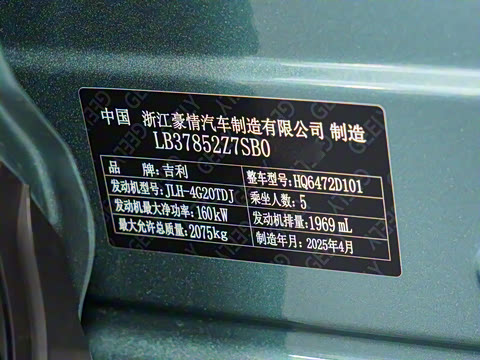 中国 浙江豪情汽车制造有限公司 制造
LB37852Z7SB0
品 牌：吉利
整车型号：HQ6472D101
发动机型号：JLH-4G20TDJ
乘坐人数：5
发动机最大净功率：160kW
发动机排量：1969mL
最大允许总质量：2075kg
制造年月：2025年4月